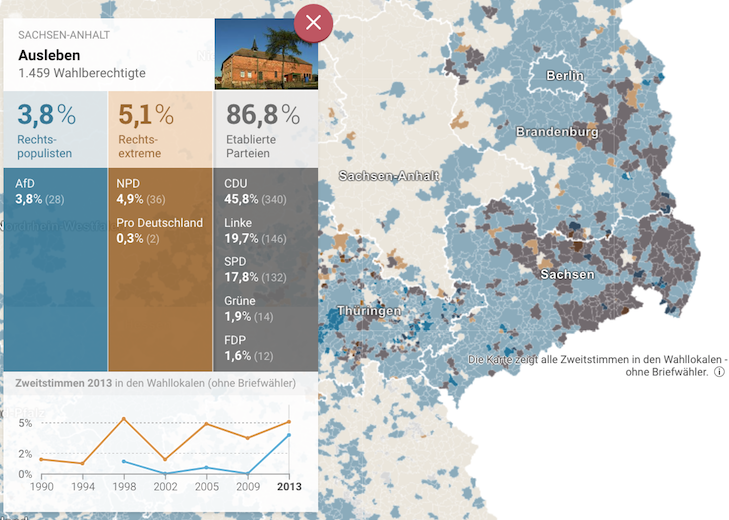 SACHSEN-ANHALT
Ausleben
1.459 Wahlberechtigte
3,8%
Rechts-
populisten
5,1%
Rechts-
extreme
86,8%
Etablierte
Parteien
AfD
3,8% (28)
NPD
4,9% (36)
Pro Deutschland
0,3% (2)
CDU
45,8% (340)
Linke
19,7% (146)
SPD
17,8% (132)
Grüne
1,9% (14)
FDP
1,6% (12)
Zweitstimmen 2013 in den Wahllokalen (ohne Briefwähler)
5%
2%
0%
1990 1994 1998 2002 2005 2009 2013
Berlin
Brandenburg
Sachsen-Anhalt
Sachsen
Thüringen
Die Karte zeigt alle Zweitstimmen in den Wahllokalen -
ohne Briefwähler.